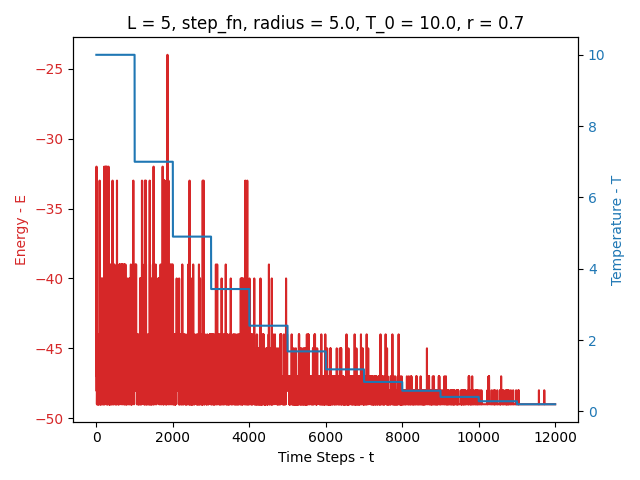 L = 5, step_fn, radius = 5.0, T_0 = 10.0, r = 0.7
Energy - E
−25
−30
−35
−40
−45
−50
10
8
6
4
2
0
Temperature - T
0 2000 4000 6000 8000 10000 12000
Time Steps - t